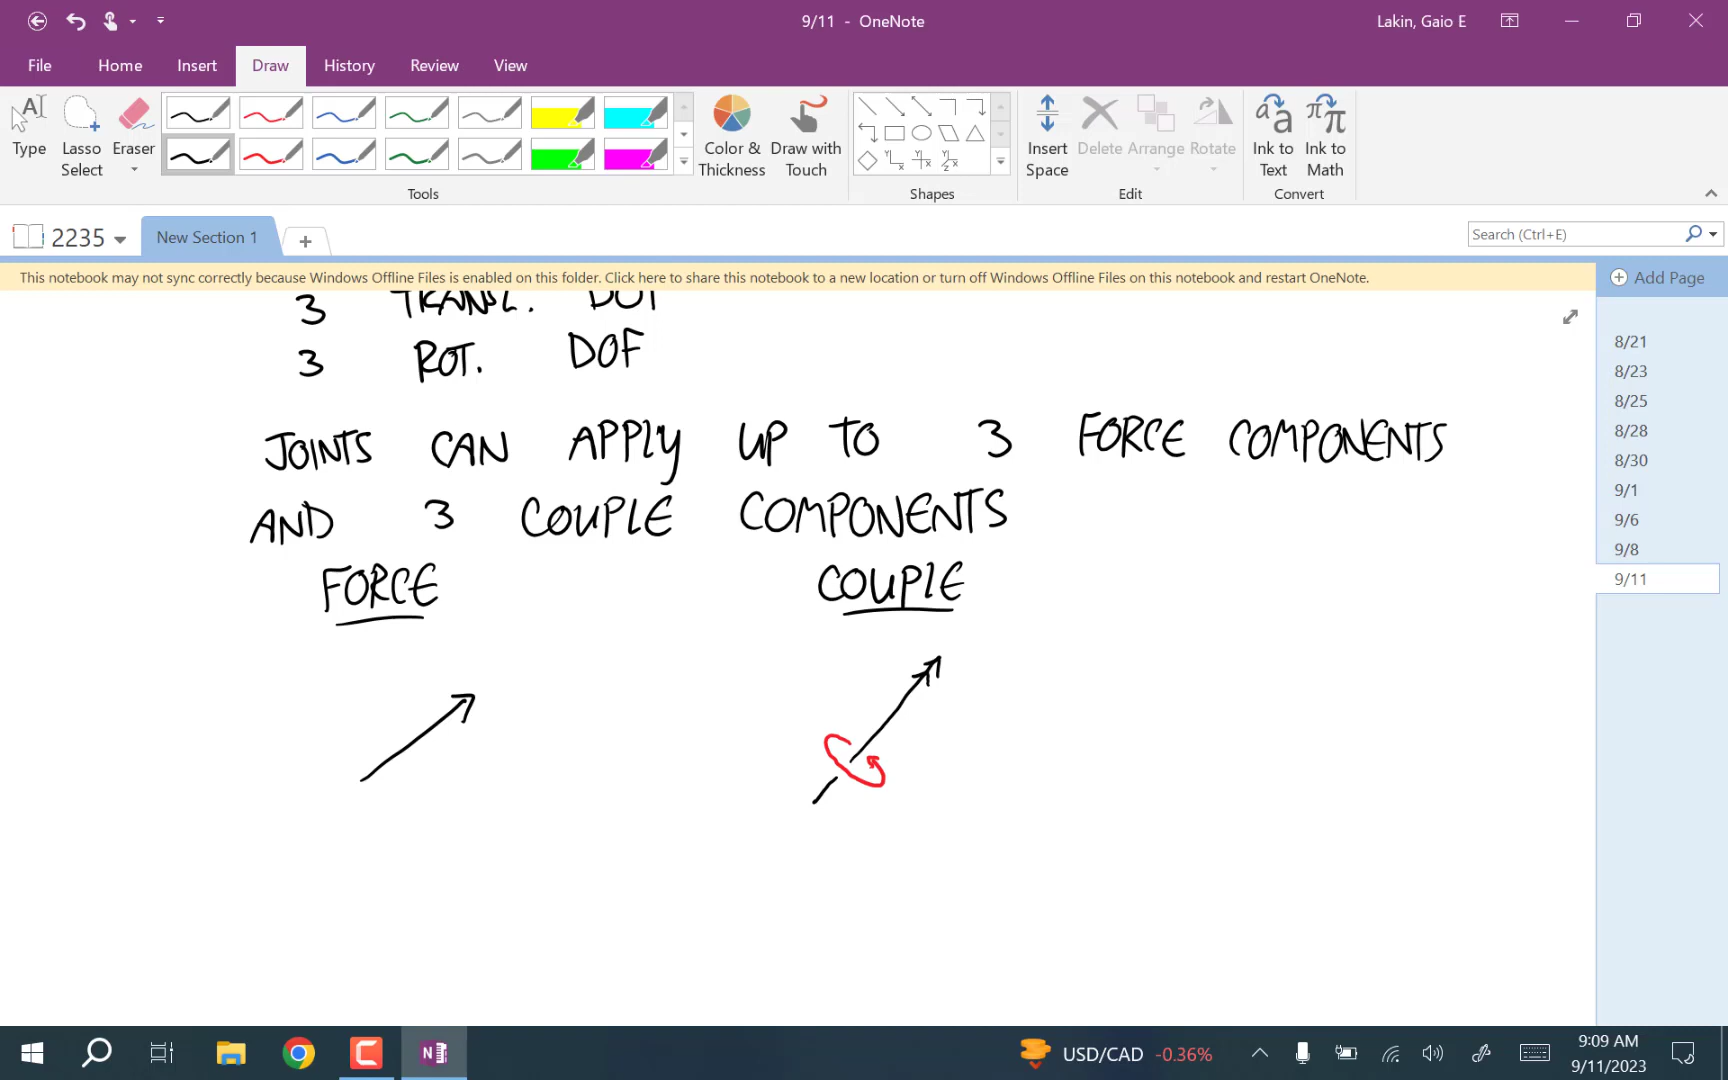 9/11 - OneNote
Lakin, Gaio E
File Home Insert Draw History Review View
Type
Lasso Select
Eraser
Color & Thickness
Draw with Touch
Insert Space
Delete
Arrange
Rotate
Ink to Text
Ink to Math
Tools
Shapes
Edit
Convert
2235
New Section 1
Search (Ctrl+E)
This notebook may not sync correctly because Windows Offline Files is enabled on this folder. Click here to share this notebook to a new location or turn off Windows Offline Files on this notebook and restart OneNote.
Add Page
8/21
8/23
8/25
8/28
8/30
9/1
9/6
9/8
9/11
3 TRANSL. DOF
3 ROT. DOF
JOINTS CAN APPLY UP TO 3 FORCE COMPONENTS
AND 3 COUPLE COMPONENTS
FORCE COUPLE
USD/CAD -0.36%
9:09 AM
9/11/2023